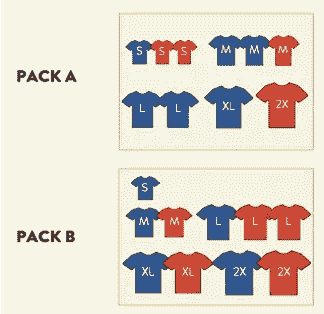 S S S M M M
PACK A
L L XL 2X
S
M M L L L
PACK B
XL XL 2X 2X